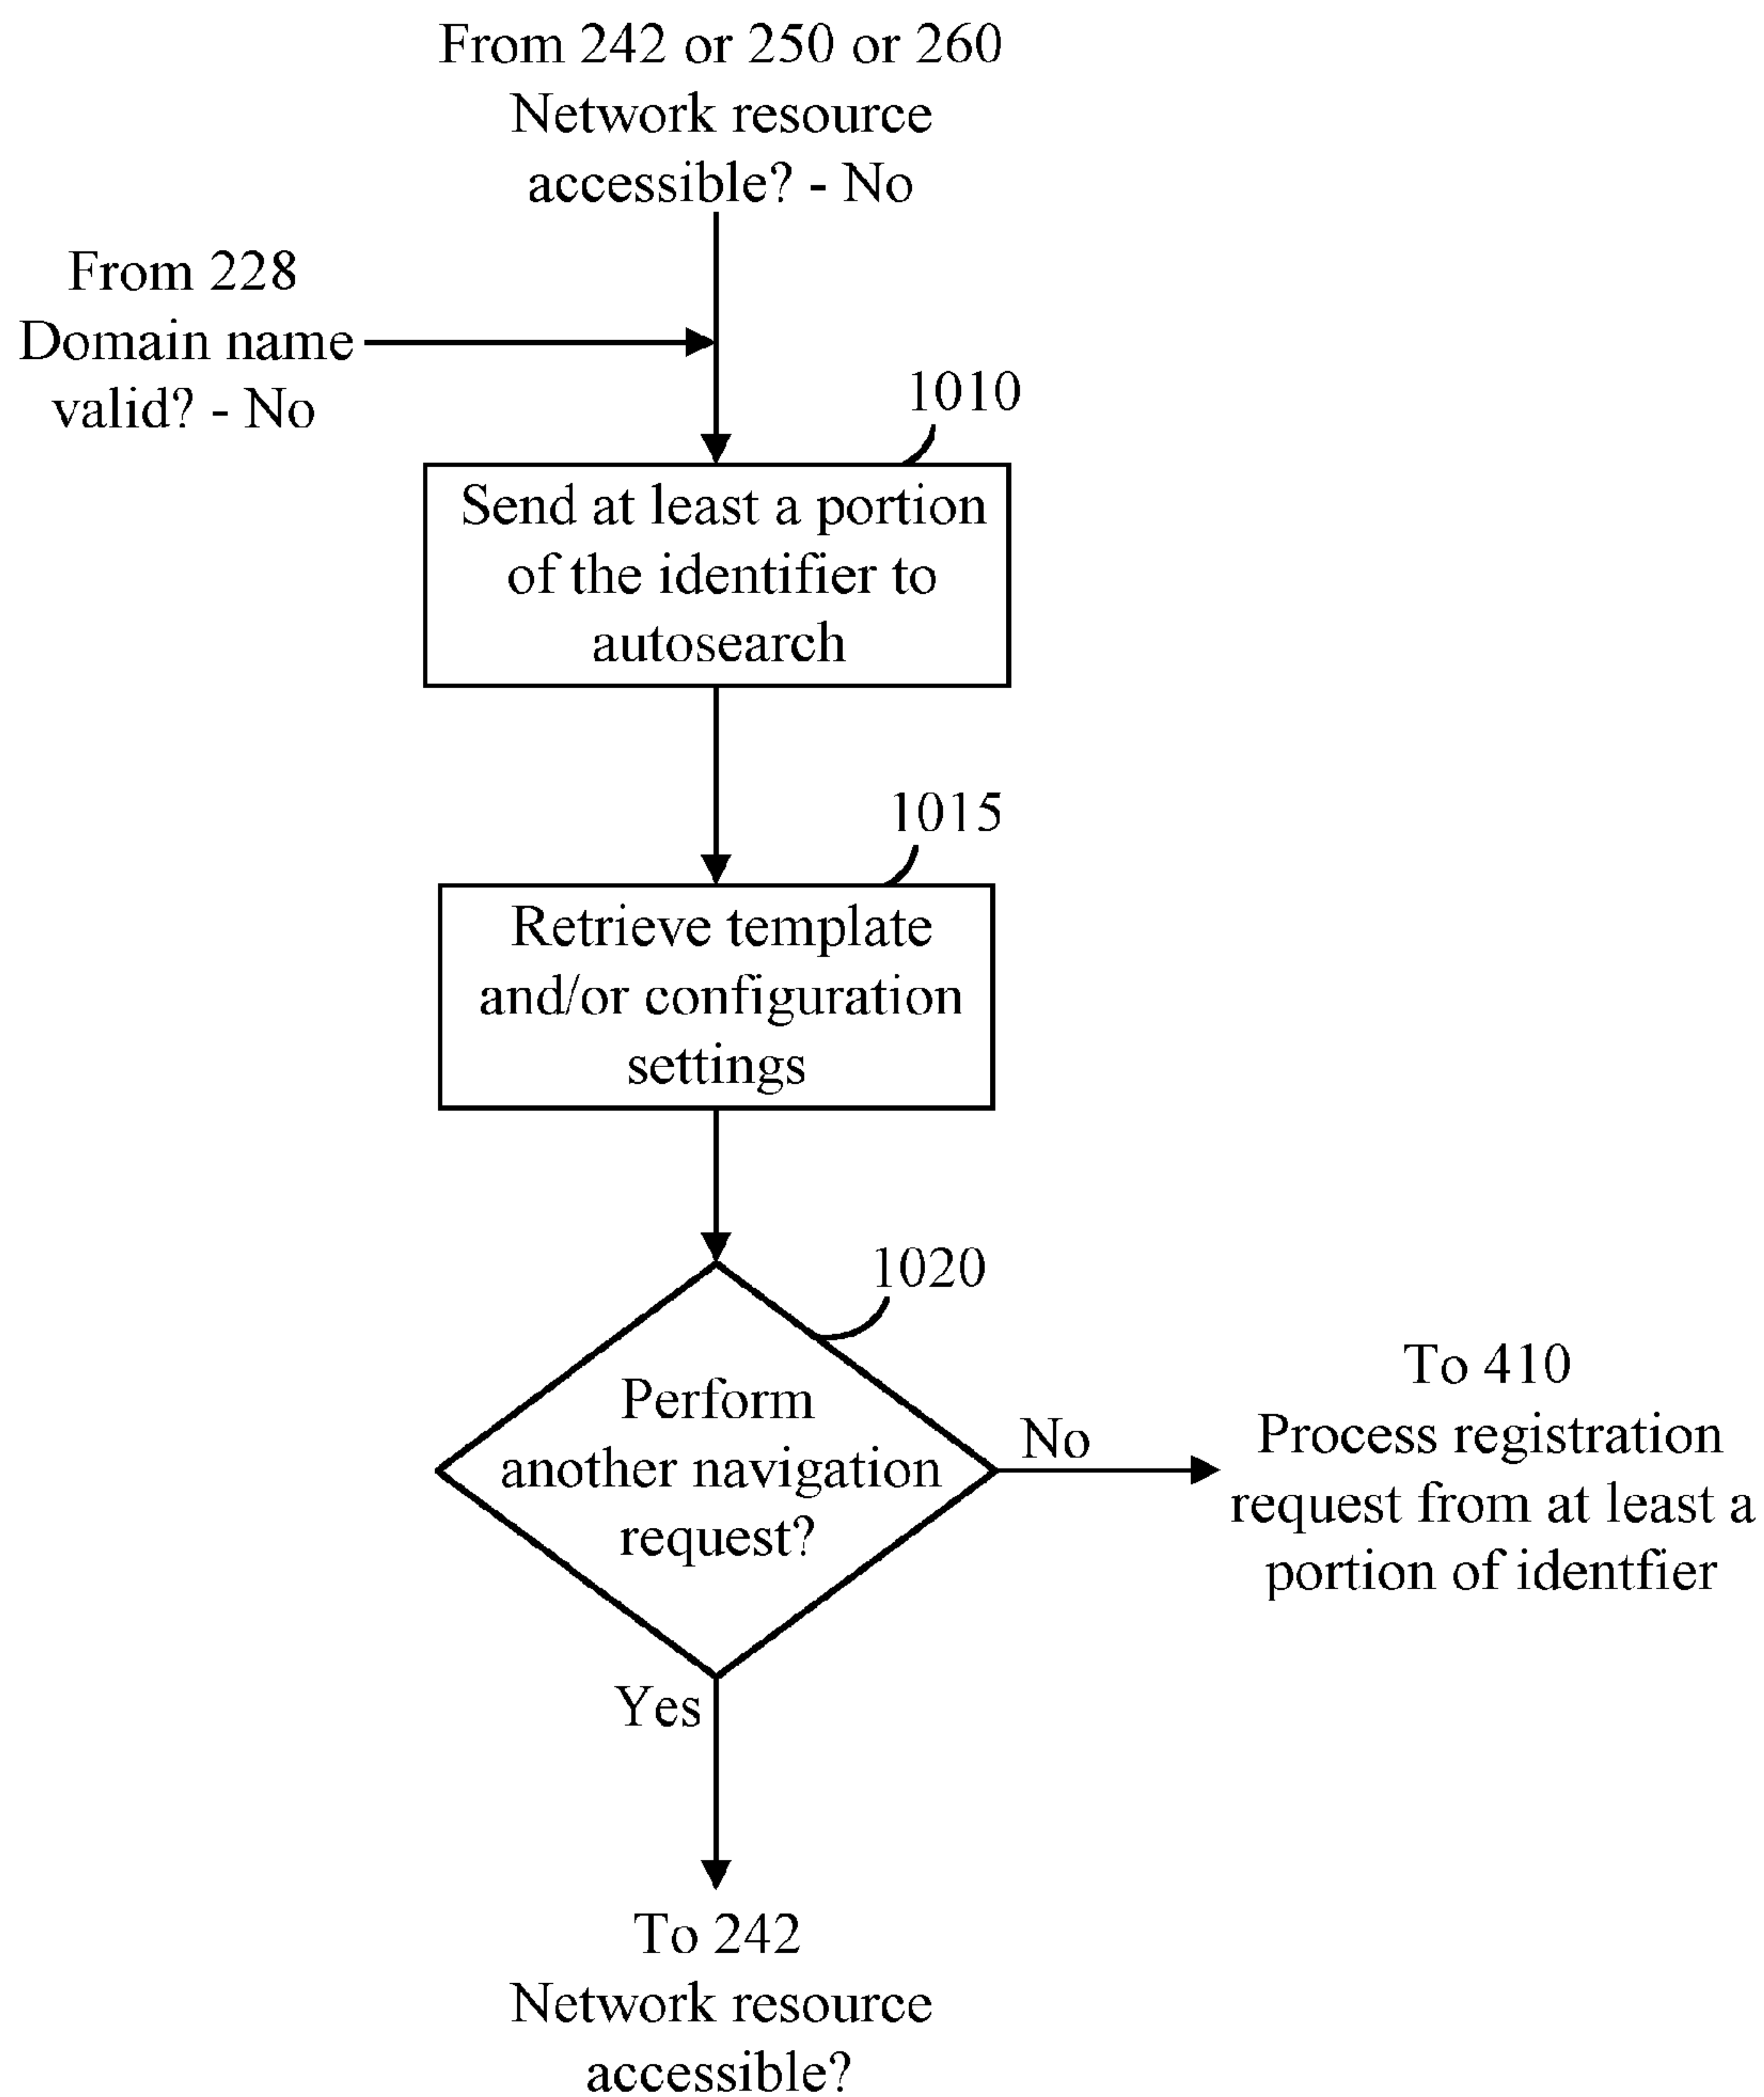 From 242 or 250 or 260
Network resource
accessible? - No
From 228
Domain name
valid? - No
1010
Send at least a portion
of the identifier to
autosearch
1015
Retrieve template
and/or configuration
settings
1020
Perform
another navigation
request?
No
To 410
Process registration
request from at least a
portion of identfier
Yes
To 242
Network resource
accessible?